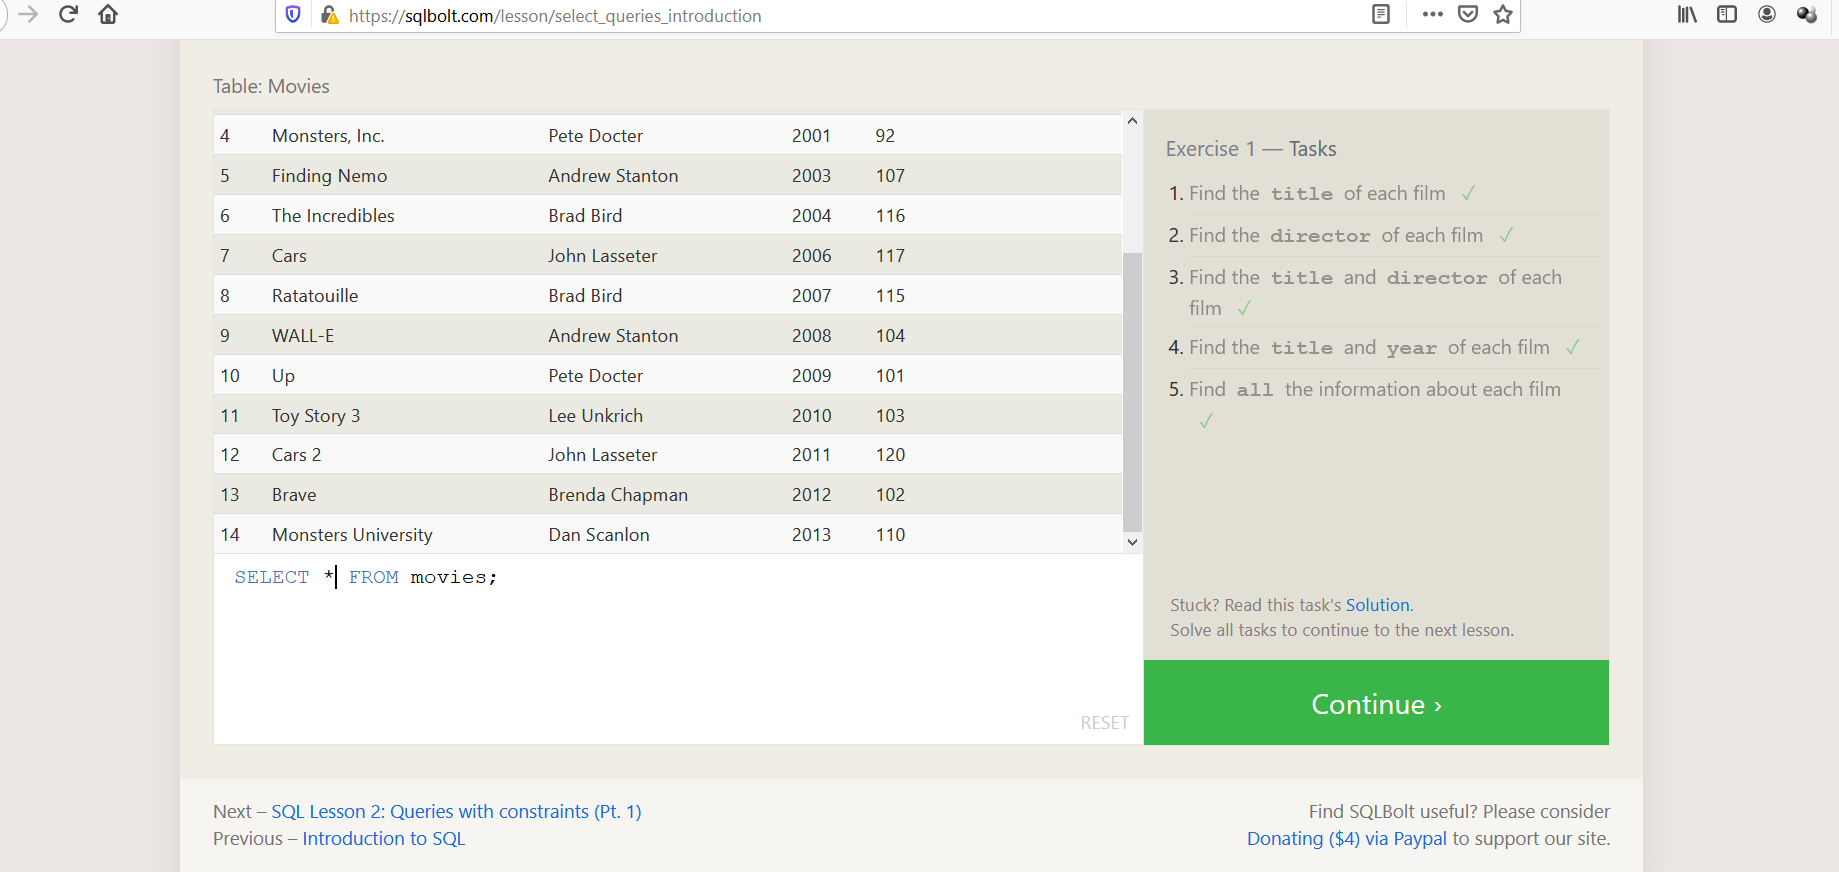 https://sqlbolt.com/lesson/select_queries_introduction
Table: Movies
4 Monsters, Inc. Pete Docter 2001 92
5 Finding Nemo Andrew Stanton 2003 107
6 The Incredibles Brad Bird 2004 116
7 Cars John Lasseter 2006 117
8 Ratatouille Brad Bird 2007 115
9 WALL-E Andrew Stanton 2008 104
10 Up Pete Docter 2009 101
11 Toy Story 3 Lee Unkrich 2010 103
12 Cars 2 John Lasseter 2011 120
13 Brave Brenda Chapman 2012 102
14 Monsters University Dan Scanlon 2013 110
SELECT * FROM movies;
RESET
Exercise 1 — Tasks
1. Find the title of each film ✓
2. Find the director of each film ✓
3. Find the title and director of each
film ✓
4. Find the title and year of each film ✓
5. Find all the information about each film
✓
Stuck? Read this task's Solution.
Solve all tasks to continue to the next lesson.
Continue ›
Next – SQL Lesson 2: Queries with constraints (Pt. 1)
Previous – Introduction to SQL
Find SQLBolt useful? Please consider
Donating ($4) via Paypal to support our site.